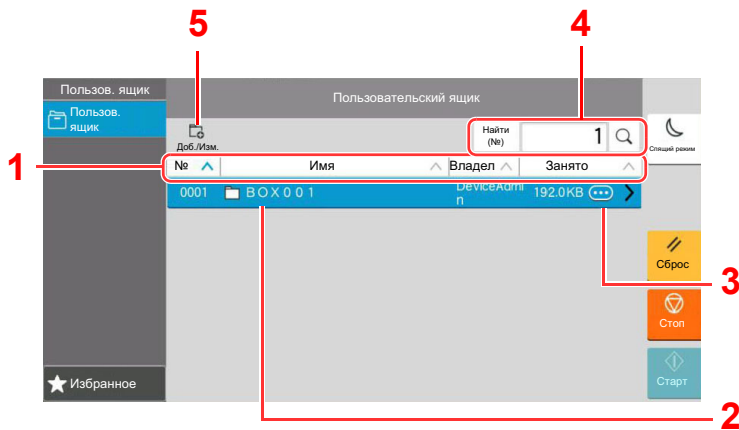 5
4
Пользов. ящик
Пользовательский ящик
Пользов.
ящик
Доб./Изм.
Найти
(№)
1
Спящий режим
1
№
Имя
Владел
Занято
0001
BOX001
DeviceAdmi
n
192.0KB
Сброс
3
Стоп
Избранное
Старт
2